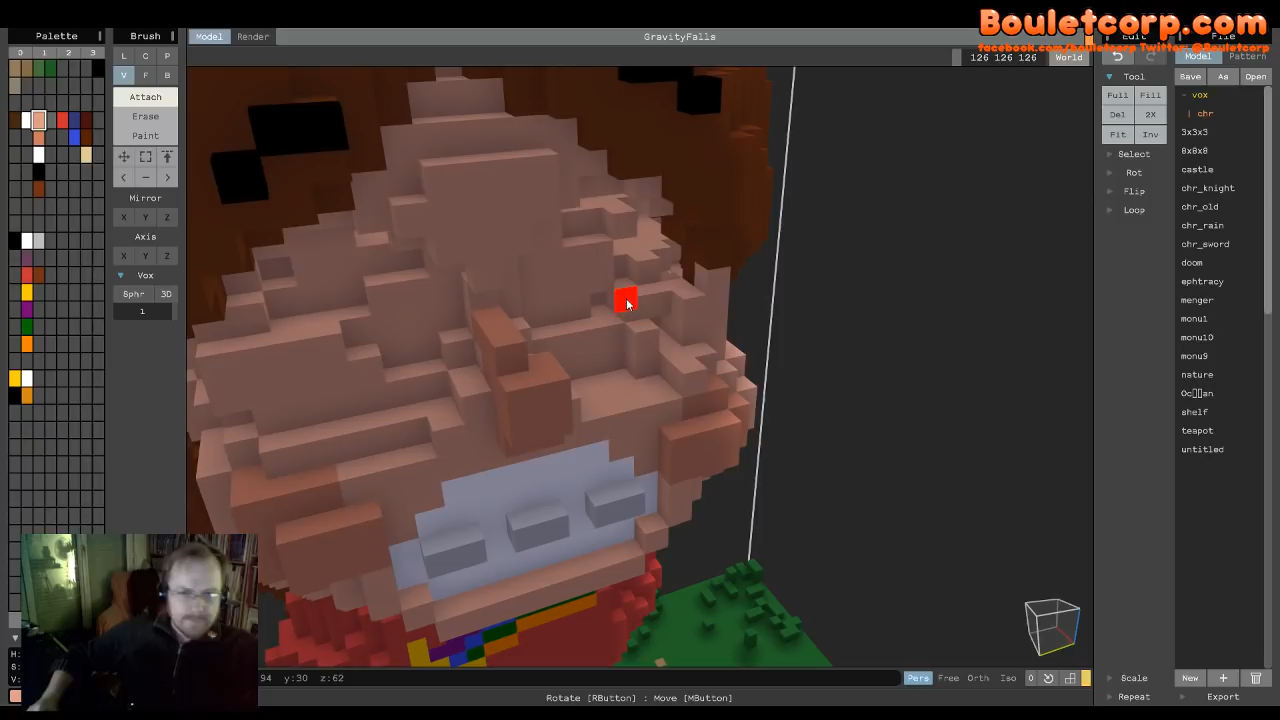 Bouletcorp.com
facebook.com/bouletcorp Twitter @Bouletcorp
Palette
Brush
Model
Render
GravityFalls
Edit
File
0 1 2 3
L C P
126 126 126
World
Model
Pattern
V F B
Tool
Save As Open
Attach
Full Fill
- vox
| chr
Erase
Del 2X
3x3x3
Paint
Fit Inv
8x8x8
Select
castle
Rot
chr_knight
Mirror
Flip
chr_old
X Y Z
Loop
chr_rain
Axis
chr_sword
X Y Z
doom
Vox
ephtracy
Sphr 3D
menger
1
monu1
monu10
monu9
nature
shelf
teapot
untitled
H:
S:
V:
94 y:30 z:62
Pers Free Orth Iso 0
Scale
New +
Rotate [RButton] : Move [MButton]
Repeat
Export